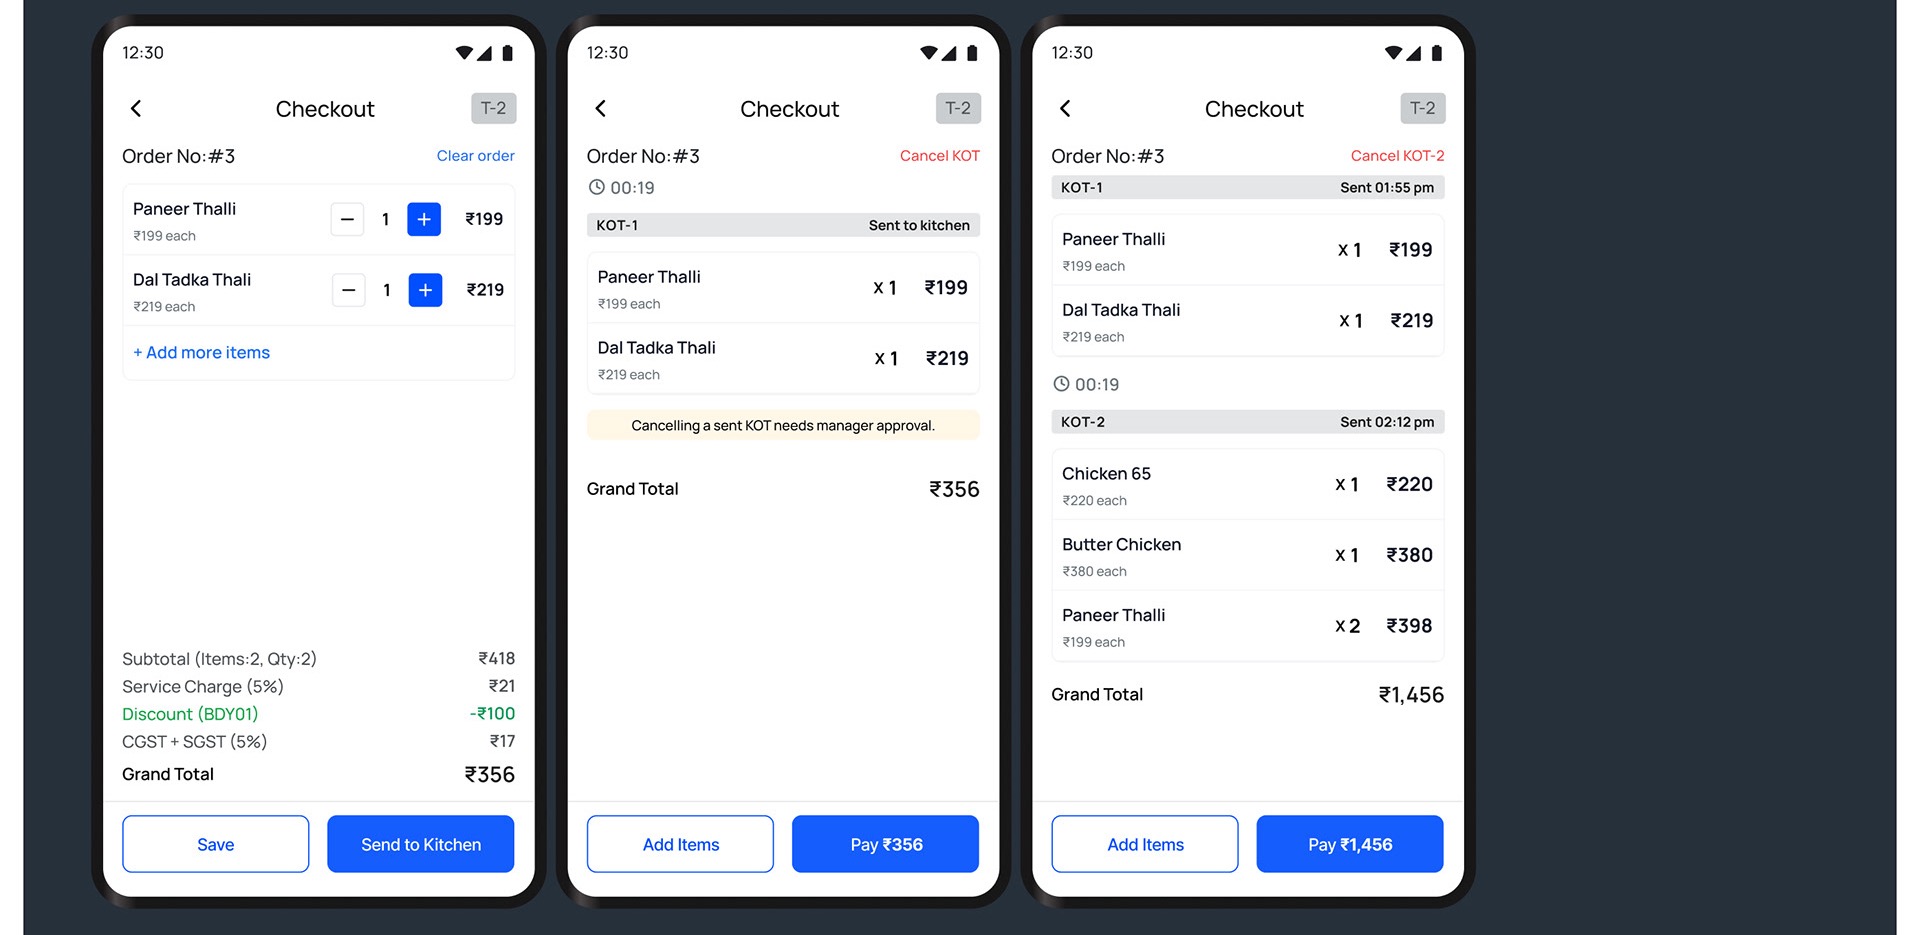 12:30
Checkout
T-2
Order No:#3
Clear order
Paneer Thalli
₹199 each
1
₹199
Dal Tadka Thali
₹219 each
1
₹219
+ Add more items
Subtotal (Items:2, Qty:2)
₹418
Service Charge (5%)
₹21
Discount (BDY01)
-₹100
CGST + SGST (5%)
₹17
Grand Total
₹356
Save
Send to Kitchen
12:30
Checkout
T-2
Order No:#3
Cancel KOT
00:19
KOT-1
Sent to kitchen
Paneer Thalli
₹199 each
x 1
₹199
Dal Tadka Thali
₹219 each
x 1
₹219
Cancelling a sent KOT needs manager approval.
Grand Total
₹356
Add Items
Pay ₹356
12:30
Checkout
T-2
Order No:#3
Cancel KOT-2
KOT-1
Sent 01:55 pm
Paneer Thalli
₹199 each
x 1
₹199
Dal Tadka Thali
₹219 each
x 1
₹219
00:19
KOT-2
Sent 02:12 pm
Chicken 65
₹220 each
x 1
₹220
Butter Chicken
₹380 each
x 1
₹380
Paneer Thalli
₹199 each
x 2
₹398
Grand Total
₹1,456
Add Items
Pay ₹1,456